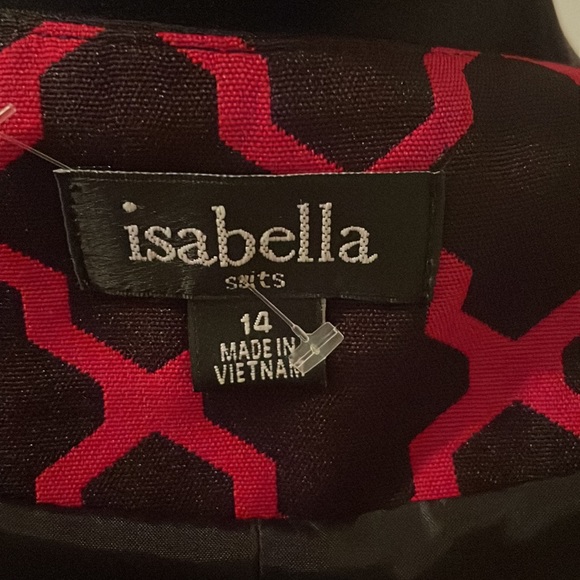 isabella
suits
14
MADE IN
VIETNAM